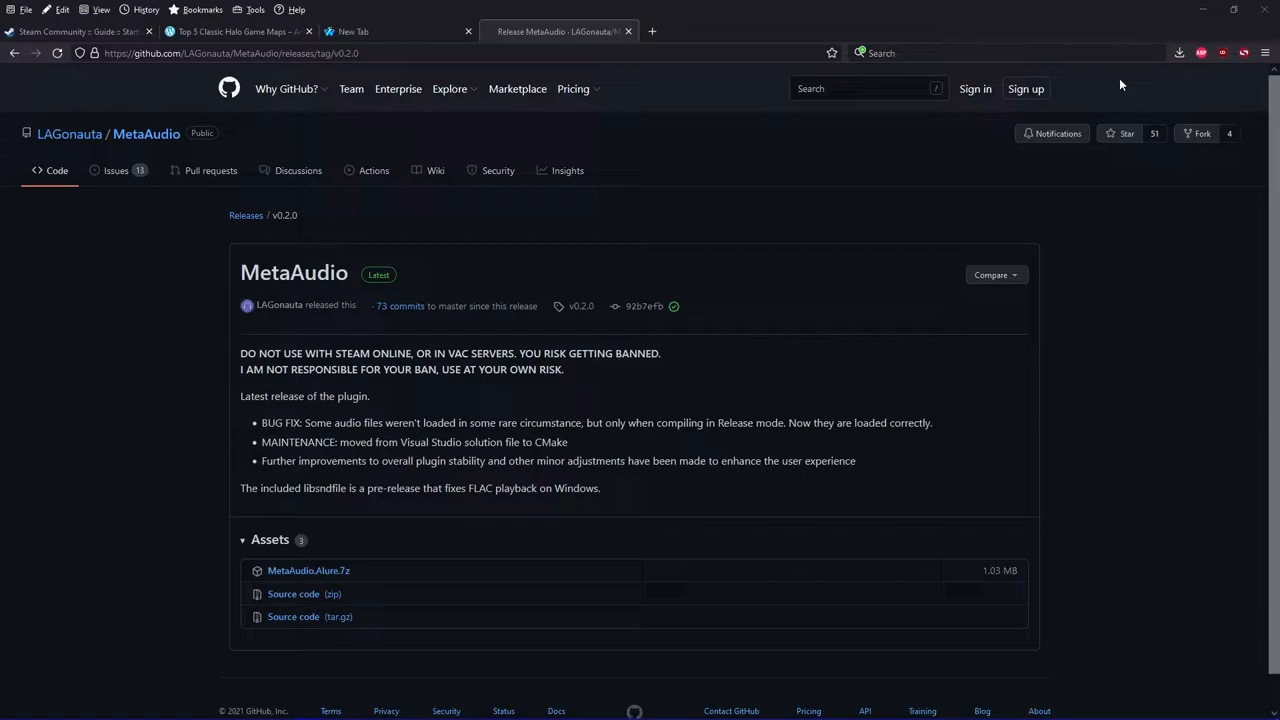 File Edit View History Bookmarks Tools Help
Steam Community :: Guide :: Start Top 5 Classic Halo Game Maps – A New Tab Release MetaAudio · LAGonauta/M
https://github.com/LAGonauta/MetaAudio/releases/tag/v0.2.0 Search
Why GitHub? Team Enterprise Explore Marketplace Pricing Search / Sign in Sign up
LAGonauta / MetaAudio Public Notifications Star 51 Fork 4
Code Issues 13 Pull requests Discussions Actions Wiki Security Insights
Releases / v0.2.0
MetaAudio Latest Compare
LAGonauta released this · 73 commits to master since this release v0.2.0 92b7efb
DO NOT USE WITH STEAM ONLINE, OR IN VAC SERVERS. YOU RISK GETTING BANNED.
I AM NOT RESPONSIBLE FOR YOUR BAN, USE AT YOUR OWN RISK.
Latest release of the plugin.
• BUG FIX: Some audio files weren't loaded in some rare circumstance, but only when compiling in Release mode. Now they are loaded correctly.
• MAINTENANCE: moved from Visual Studio solution file to CMake
• Further improvements to overall plugin stability and other minor adjustments have been made to enhance the user experience
The included libsndfile is a pre-release that fixes FLAC playback on Windows.
Assets 3
MetaAudio.Alure.7z 1.03 MB
Source code (zip)
Source code (tar.gz)
© 2021 GitHub, Inc. Terms Privacy Security Status Docs Contact GitHub Pricing API Training Blog About